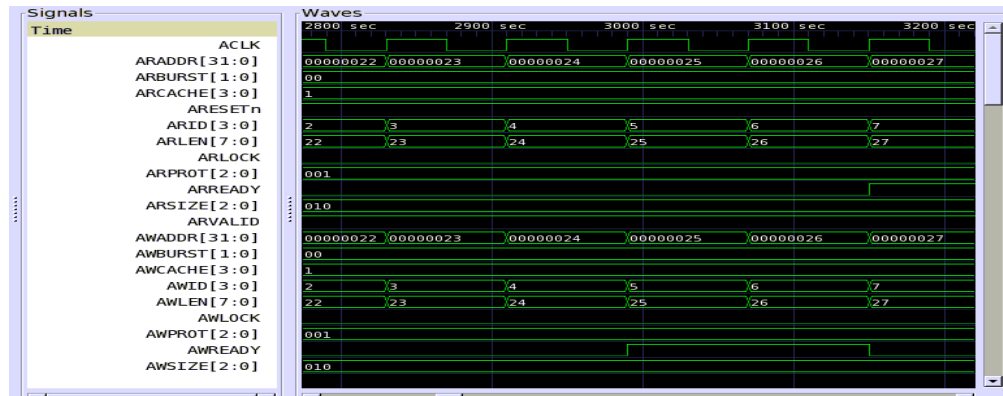 Signals Waves
Time 2800 sec 2900 sec 3000 sec 3100 sec 3200 sec
ACLK
ARADDR[31:0] 00000022 00000023 00000024 00000025 00000026 00000027
ARBURST[1:0] 00
ARCACHE[3:0] 1
ARESETn
ARID[3:0] 2 3 4 5 6 7
ARLEN[7:0] 22 23 24 25 26 27
ARLOCK
ARPROT[2:0] 001
ARREADY
ARSIZE[2:0] 010
ARVALID
AWADDR[31:0] 00000022 00000023 00000024 00000025 00000026 00000027
AWBURST[1:0] 00
AWCACHE[3:0] 1
AWID[3:0] 2 3 4 5 6 7
AWLEN[7:0] 22 23 24 25 26 27
AWLOCK
AWPROT[2:0] 001
AWREADY
AWSIZE[2:0] 010